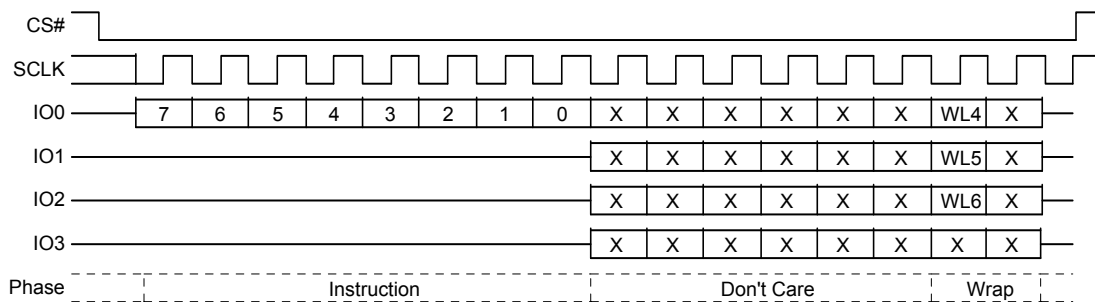 CS#
SCLK
IO0 7 6 5 4 3 2 1 0 X X X X X X WL4 X
IO1 X X X X X X WL5 X
IO2 X X X X X X WL6 X
IO3 X X X X X X X X
Phase Instruction Don't Care Wrap